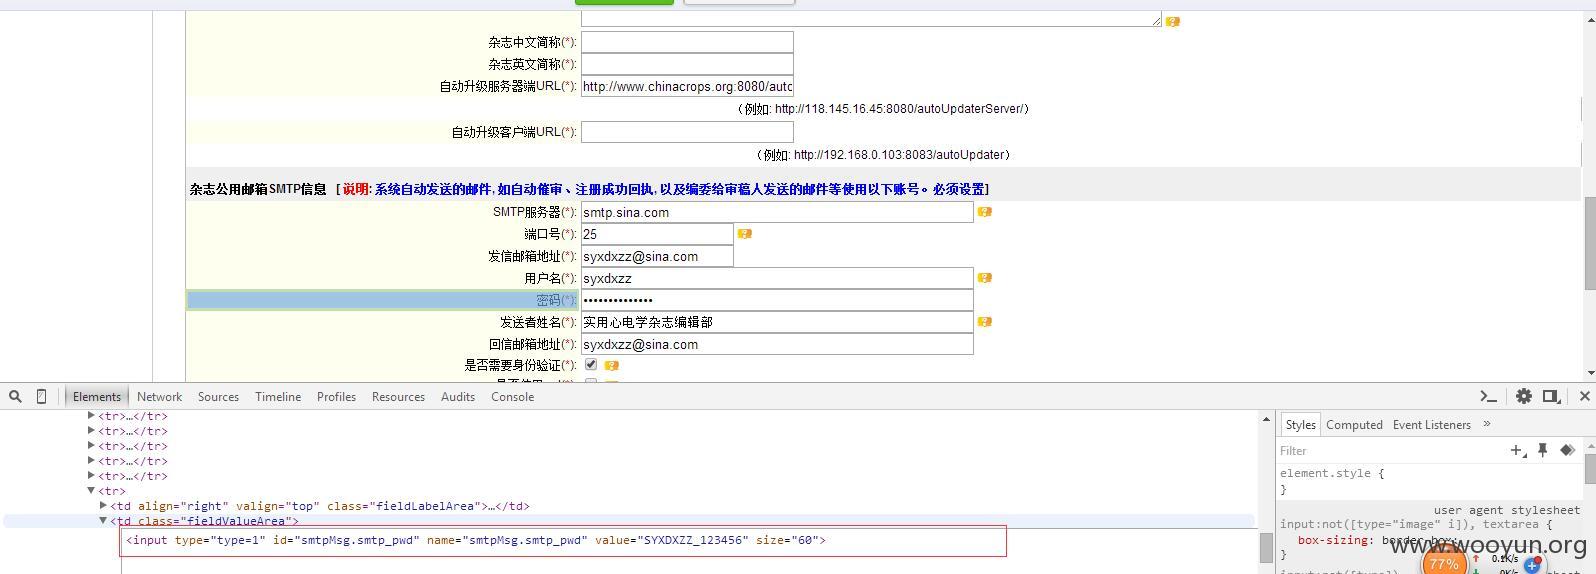 杂志中文简称(*):
杂志英文简称(*):
自动升级服务器端URL(*): http://www.chinacrops.org:8080/autc
（例如: http://118.145.16.45:8080/autoUpdaterServer/）
自动升级客户端URL(*):
（例如: http://192.168.0.103:8083/autoUpdater）
杂志公用邮箱SMTP信息 [说明: 系统自动发送的邮件, 如自动催审、注册成功回执, 以及编委给审稿人发送的邮件等使用以下账号。必须设置]
SMTP服务器(*): smtp.sina.com
端口号(*): 25
发信邮箱地址(*): syxdxzz@sina.com
用户名(*): syxdxzz
密码(*): ••••••••••••••
发送者姓名(*): 实用心电学杂志编辑部
回信邮箱地址(*): syxdxzz@sina.com
是否需要身份验证(*):
Elements Network Sources Timeline Profiles Resources Audits Console
▶<tr>…</tr>
▶<tr>…</tr>
▶<tr>…</tr>
▶<tr>…</tr>
▶<tr>…</tr>
▼<tr>
▶<td align="right" valign="top" class="fieldLabelArea">…</td>
▼<td class="fieldValueArea">
<input type="type=1" id="smtpMsg.smtp_pwd" name="smtpMsg.smtp_pwd" value="SYXDXZZ_123456" size="60">
Styles Computed Event Listeners »
Filter
element.style {
}
user agent stylesheet
input:not([type="image" i]), textarea {
box-sizing: border-box;
}
www.wooyun.org
77%
0.1K/s
0K/s